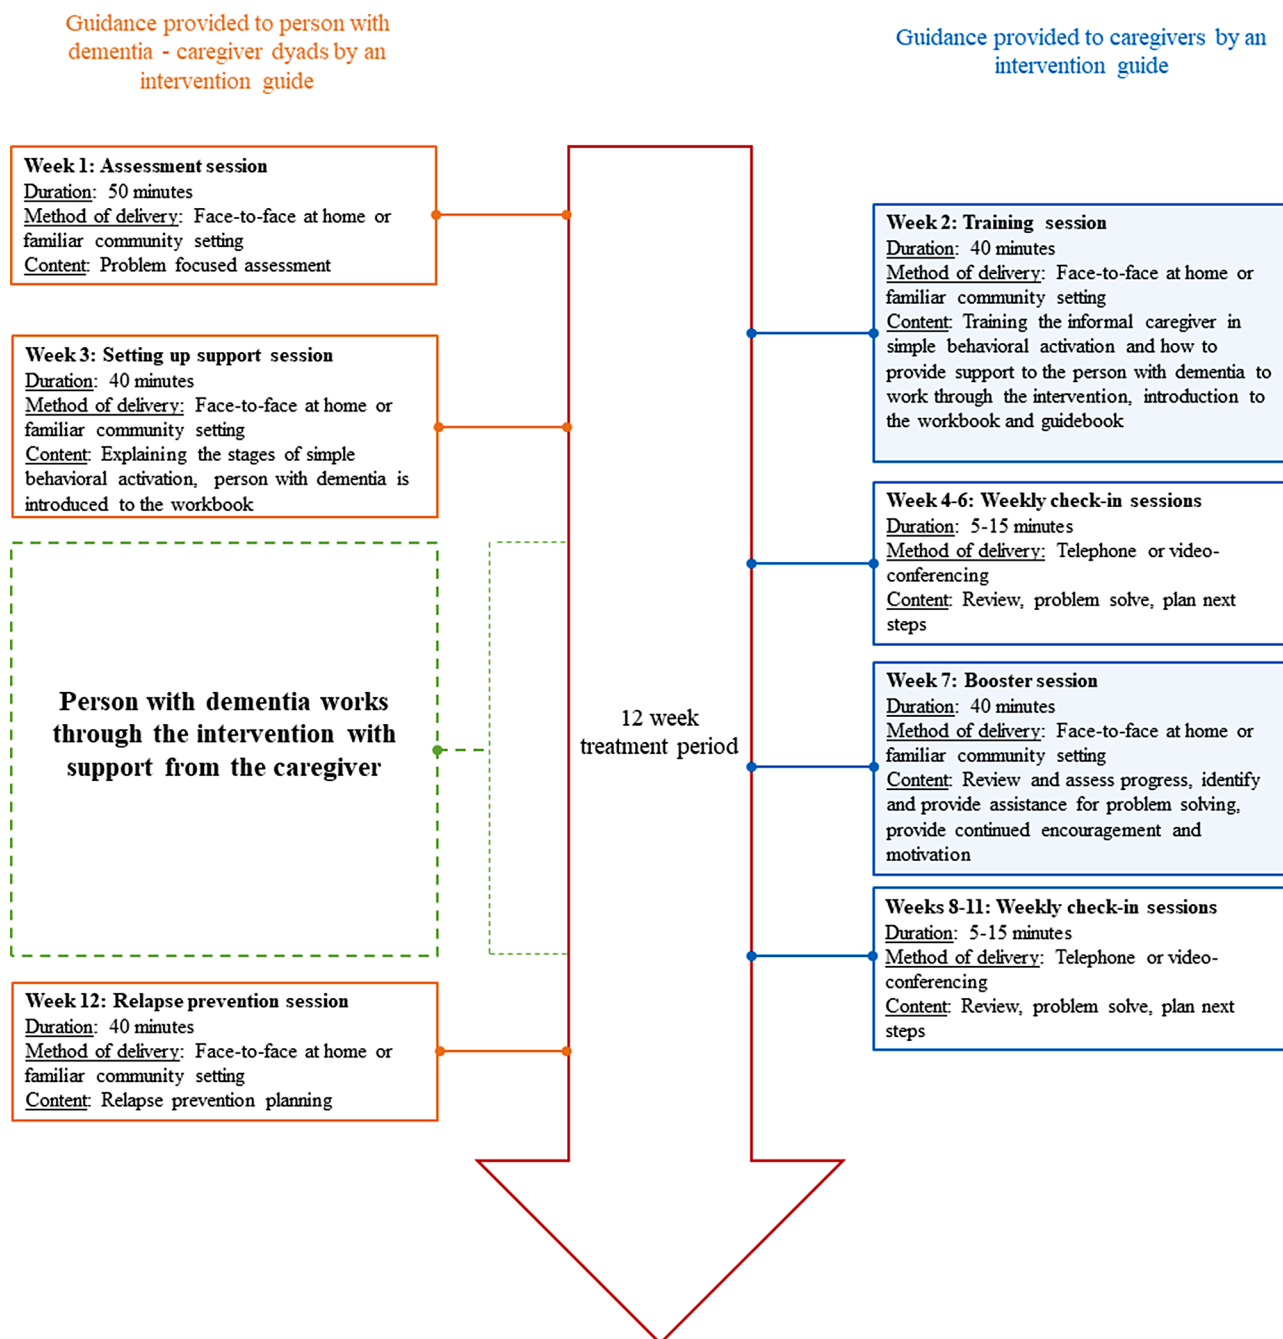 Guidance provided to person with
dementia - caregiver dyads by an
intervention guide
Guidance provided to caregivers by an
intervention guide
Week 1: Assessment session
Duration: 50 minutes
Method of delivery: Face-to-face at home or
familiar community setting
Content: Problem focused assessment
Week 2: Training session
Duration: 40 minutes
Method of delivery: Face-to-face at home or
familiar community setting
Content: Training the informal caregiver in
simple behavioral activation and how to
provide support to the person with dementia to
work through the intervention, introduction to
the workbook and guidebook
Week 3: Setting up support session
Duration: 40 minutes
Method of delivery: Face-to-face at home or
familiar community setting
Content: Explaining the stages of simple
behavioral activation, person with dementia is
introduced to the workbook
Week 4-6: Weekly check-in sessions
Duration: 5-15 minutes
Method of delivery: Telephone or video-
conferencing
Content: Review, problem solve, plan next
steps
Person with dementia works
through the intervention with
support from the caregiver
12 week
treatment period
Week 7: Booster session
Duration: 40 minutes
Method of delivery: Face-to-face at home or
familiar community setting
Content: Review and assess progress, identify
and provide assistance for problem solving,
provide continued encouragement and
motivation
Weeks 8-11: Weekly check-in sessions
Duration: 5-15 minutes
Method of delivery: Telephone or video-
conferencing
Content: Review, problem solve, plan next
steps
Week 12: Relapse prevention session
Duration: 40 minutes
Method of delivery: Face-to-face at home or
familiar community setting
Content: Relapse prevention planning